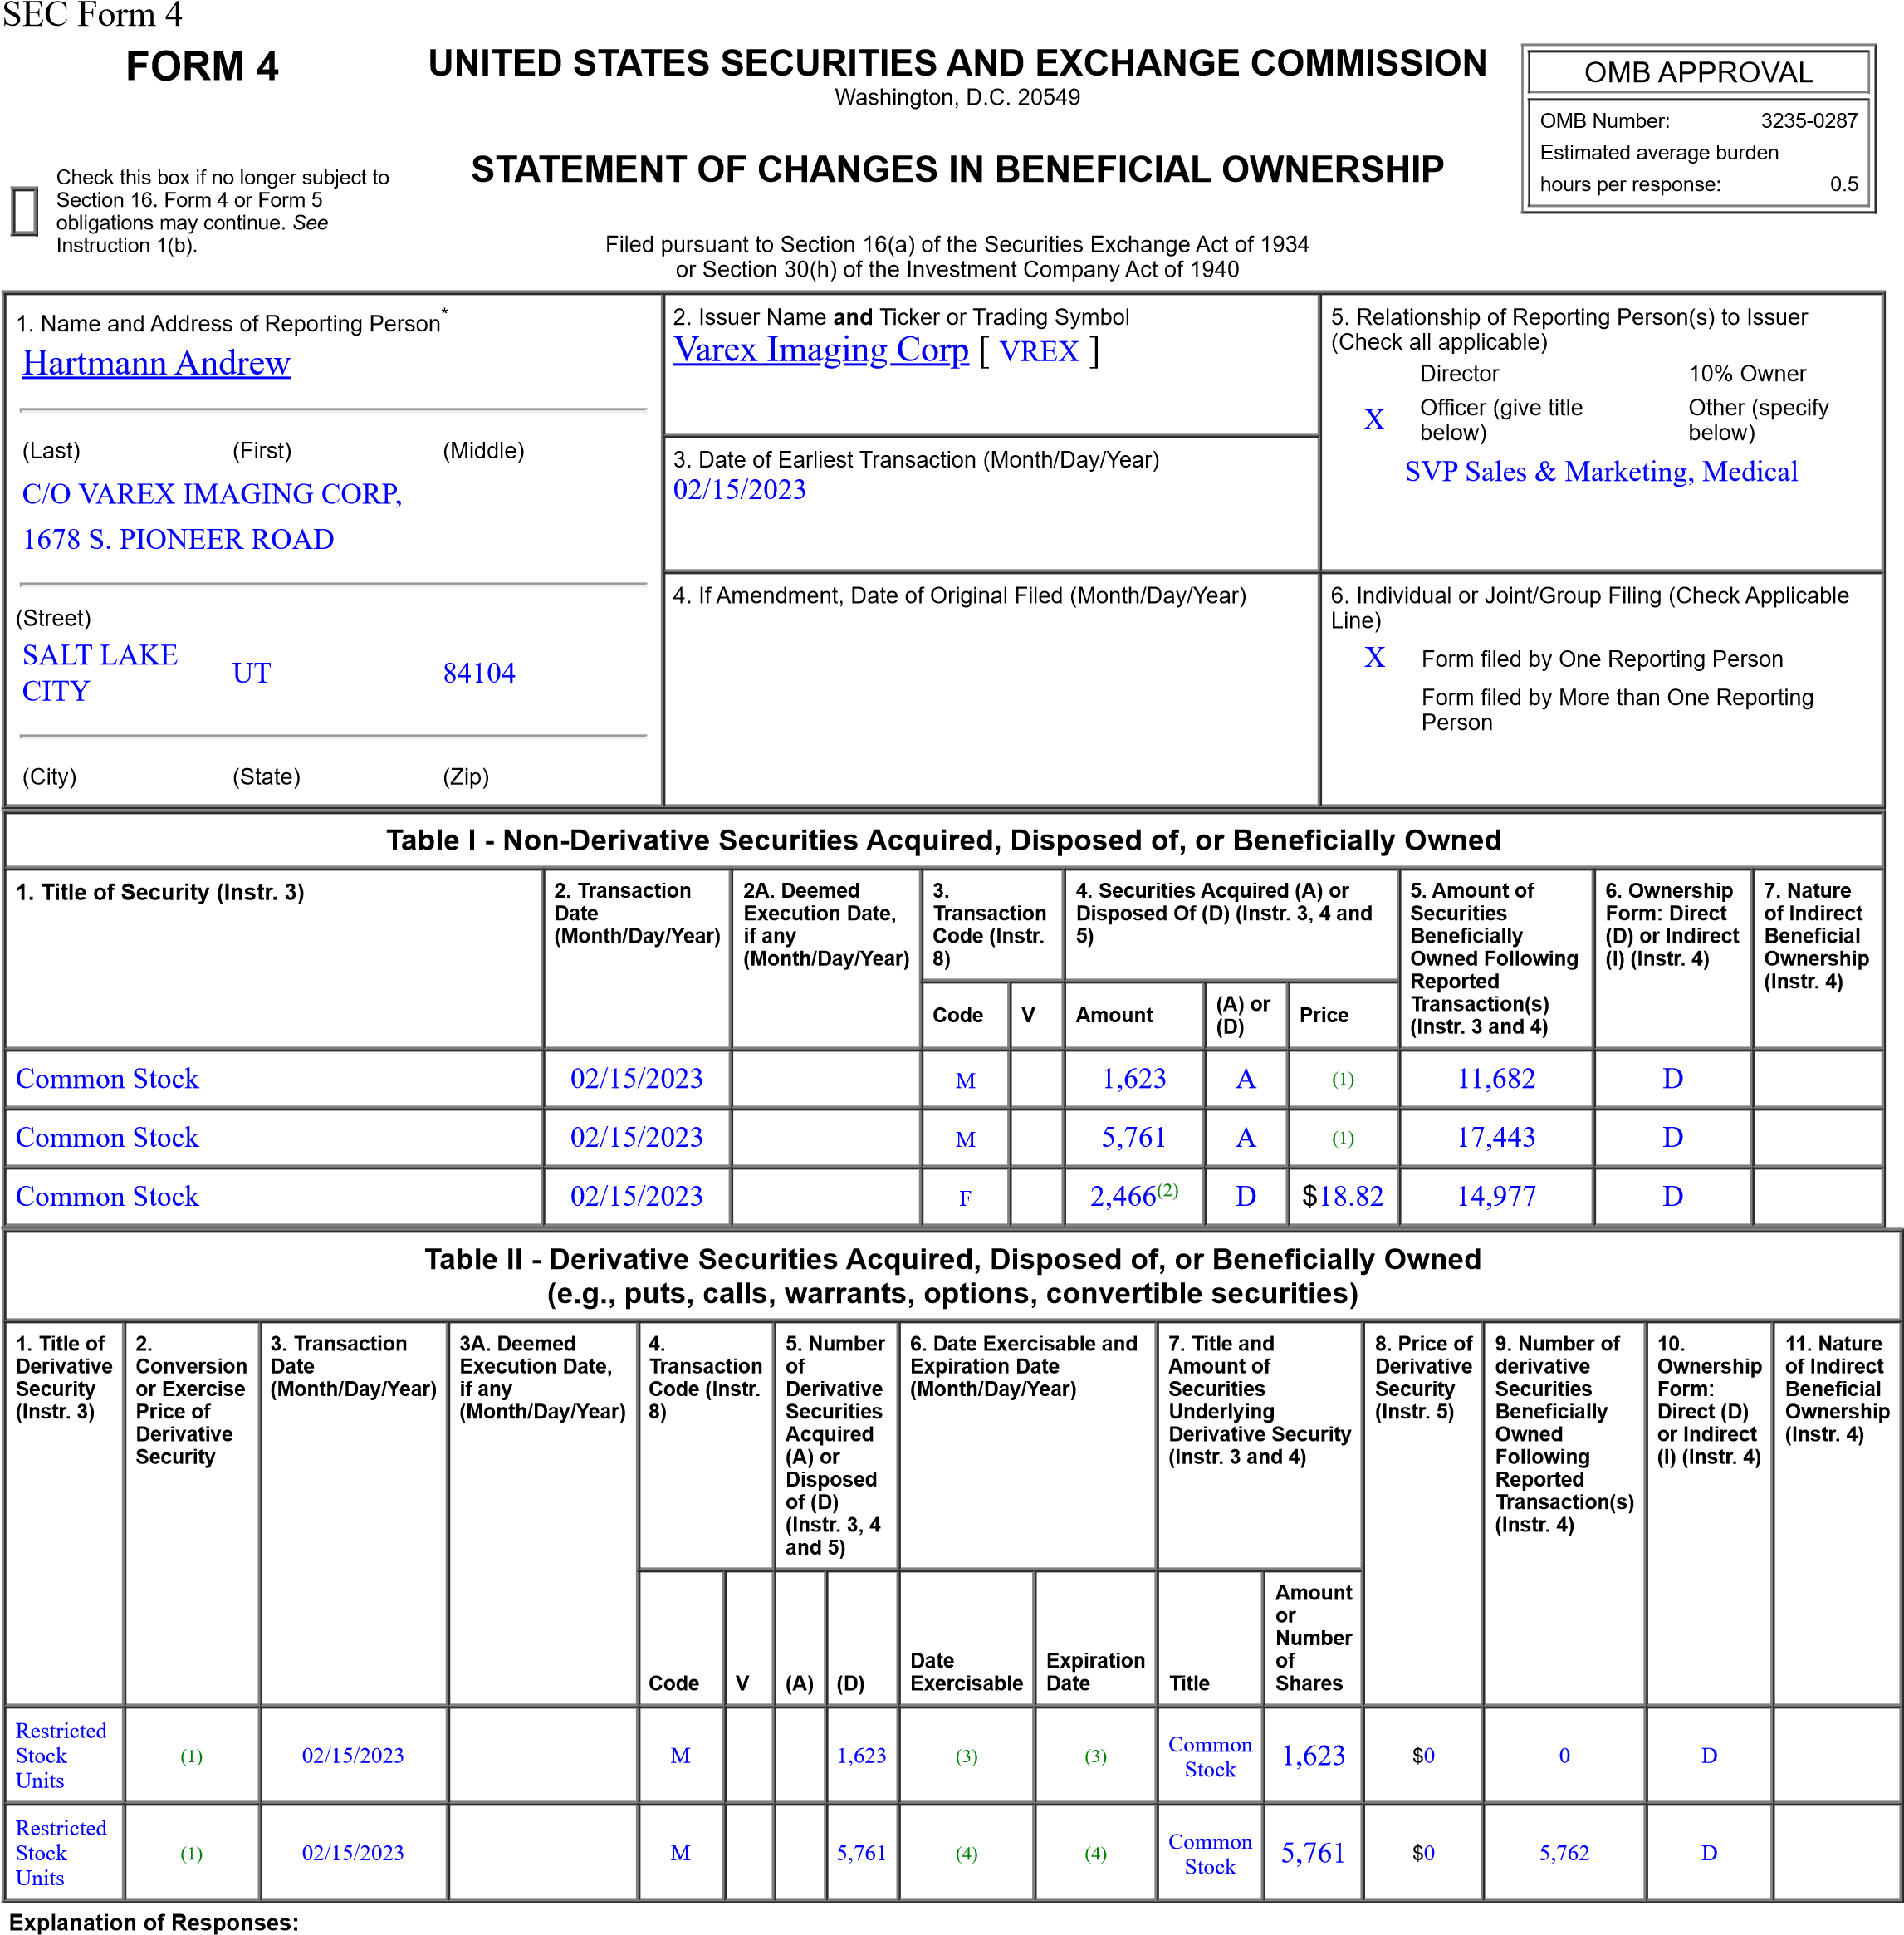 SEC Form 4
FORM 4
UNITED STATES SECURITIES AND EXCHANGE COMMISSION
Washington, D.C. 20549
STATEMENT OF CHANGES IN BENEFICIAL OWNERSHIP
Filed pursuant to Section 16(a) of the Securities Exchange Act of 1934
or Section 30(h) of the Investment Company Act of 1940
OMB APPROVAL
OMB Number: 3235-0287
Estimated average burden
hours per response: 0.5
Check this box if no longer subject to
Section 16. Form 4 or Form 5
obligations may continue. See
Instruction 1(b).
1. Name and Address of Reporting Person*
Hartmann Andrew
(Last) (First) (Middle)
C/O VAREX IMAGING CORP,
1678 S. PIONEER ROAD
(Street)
SALT LAKE
CITY UT 84104
(City) (State) (Zip)
2. Issuer Name and Ticker or Trading Symbol
Varex Imaging Corp [ VREX ]
3. Date of Earliest Transaction (Month/Day/Year)
02/15/2023
4. If Amendment, Date of Original Filed (Month/Day/Year)
5. Relationship of Reporting Person(s) to Issuer
(Check all applicable)
Director 10% Owner
X Officer (give title
below) Other (specify
below)
SVP Sales & Marketing, Medical
6. Individual or Joint/Group Filing (Check Applicable
Line)
X Form filed by One Reporting Person
Form filed by More than One Reporting
Person
Table I - Non-Derivative Securities Acquired, Disposed of, or Beneficially Owned
1. Title of Security (Instr. 3)
2. Transaction
Date
(Month/Day/Year)
2A. Deemed
Execution Date,
if any
(Month/Day/Year)
3.
Transaction
Code (Instr.
8)
4. Securities Acquired (A) or
Disposed Of (D) (Instr. 3, 4 and
5)
5. Amount of
Securities
Beneficially
Owned Following
Reported
Transaction(s)
(Instr. 3 and 4)
6. Ownership
Form: Direct
(D) or Indirect
(I) (Instr. 4)
7. Nature
of Indirect
Beneficial
Ownership
(Instr. 4)
Code V Amount (A) or
(D) Price
Common Stock 02/15/2023 M 1,623 A (1) 11,682 D
Common Stock 02/15/2023 M 5,761 A (1) 17,443 D
Common Stock 02/15/2023 F 2,466(2) D $18.82 14,977 D
Table II - Derivative Securities Acquired, Disposed of, or Beneficially Owned
(e.g., puts, calls, warrants, options, convertible securities)
1. Title of
Derivative
Security
(Instr. 3)
2.
Conversion
or Exercise
Price of
Derivative
Security
3. Transaction
Date
(Month/Day/Year)
3A. Deemed
Execution Date,
if any
(Month/Day/Year)
4.
Transaction
Code (Instr.
8)
5. Number
of
Derivative
Securities
Acquired
(A) or
Disposed
of (D)
(Instr. 3, 4
and 5)
6. Date Exercisable and
Expiration Date
(Month/Day/Year)
7. Title and
Amount of
Securities
Underlying
Derivative Security
(Instr. 3 and 4)
8. Price of
Derivative
Security
(Instr. 5)
9. Number of
derivative
Securities
Beneficially
Owned
Following
Reported
Transaction(s)
(Instr. 4)
10.
Ownership
Form:
Direct (D)
or Indirect
(I) (Instr. 4)
11. Nature
of Indirect
Beneficial
Ownership
(Instr. 4)
Code V (A) (D)
Date
Exercisable
Expiration
Date
Title
Amount
or
Number
of
Shares
Restricted
Stock
Units
(1) 02/15/2023 M 1,623 (3) (3) Common
Stock 1,623 $0 0 D
Restricted
Stock
Units
(1) 02/15/2023 M 5,761 (4) (4) Common
Stock 5,761 $0 5,762 D
Explanation of Responses: